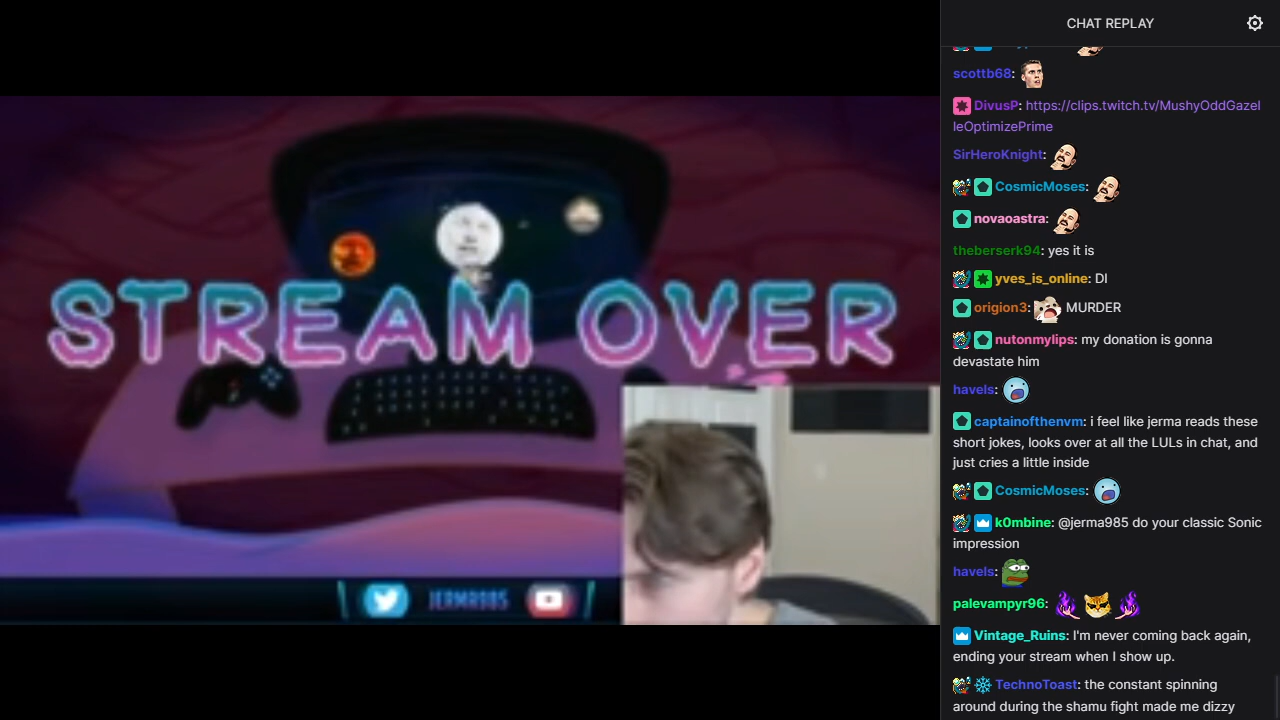 CHAT REPLAY
scottb68:
DivusP: https://clips.twitch.tv/MushyOddGazel
leOptimizePrime
SirHeroKnight:
CosmicMoses:
novaoastra:
theberserk94: yes it is
yves_is_online: DI
origion3: MURDER
nutonmylips: my donation is gonna
devastate him
havels:
captainofthenvm: i feel like jerma reads these
short jokes, looks over at all the LULs in chat, and
just cries a little inside
CosmicMoses:
k0mbine: @jerma985 do your classic Sonic
impression
havels:
palevampyr96:
Vintage_Ruins: I'm never coming back again,
ending your stream when I show up.
TechnoToast: the constant spinning
around during the shamu fight made me dizzy
STREAM OVER
JERMA985